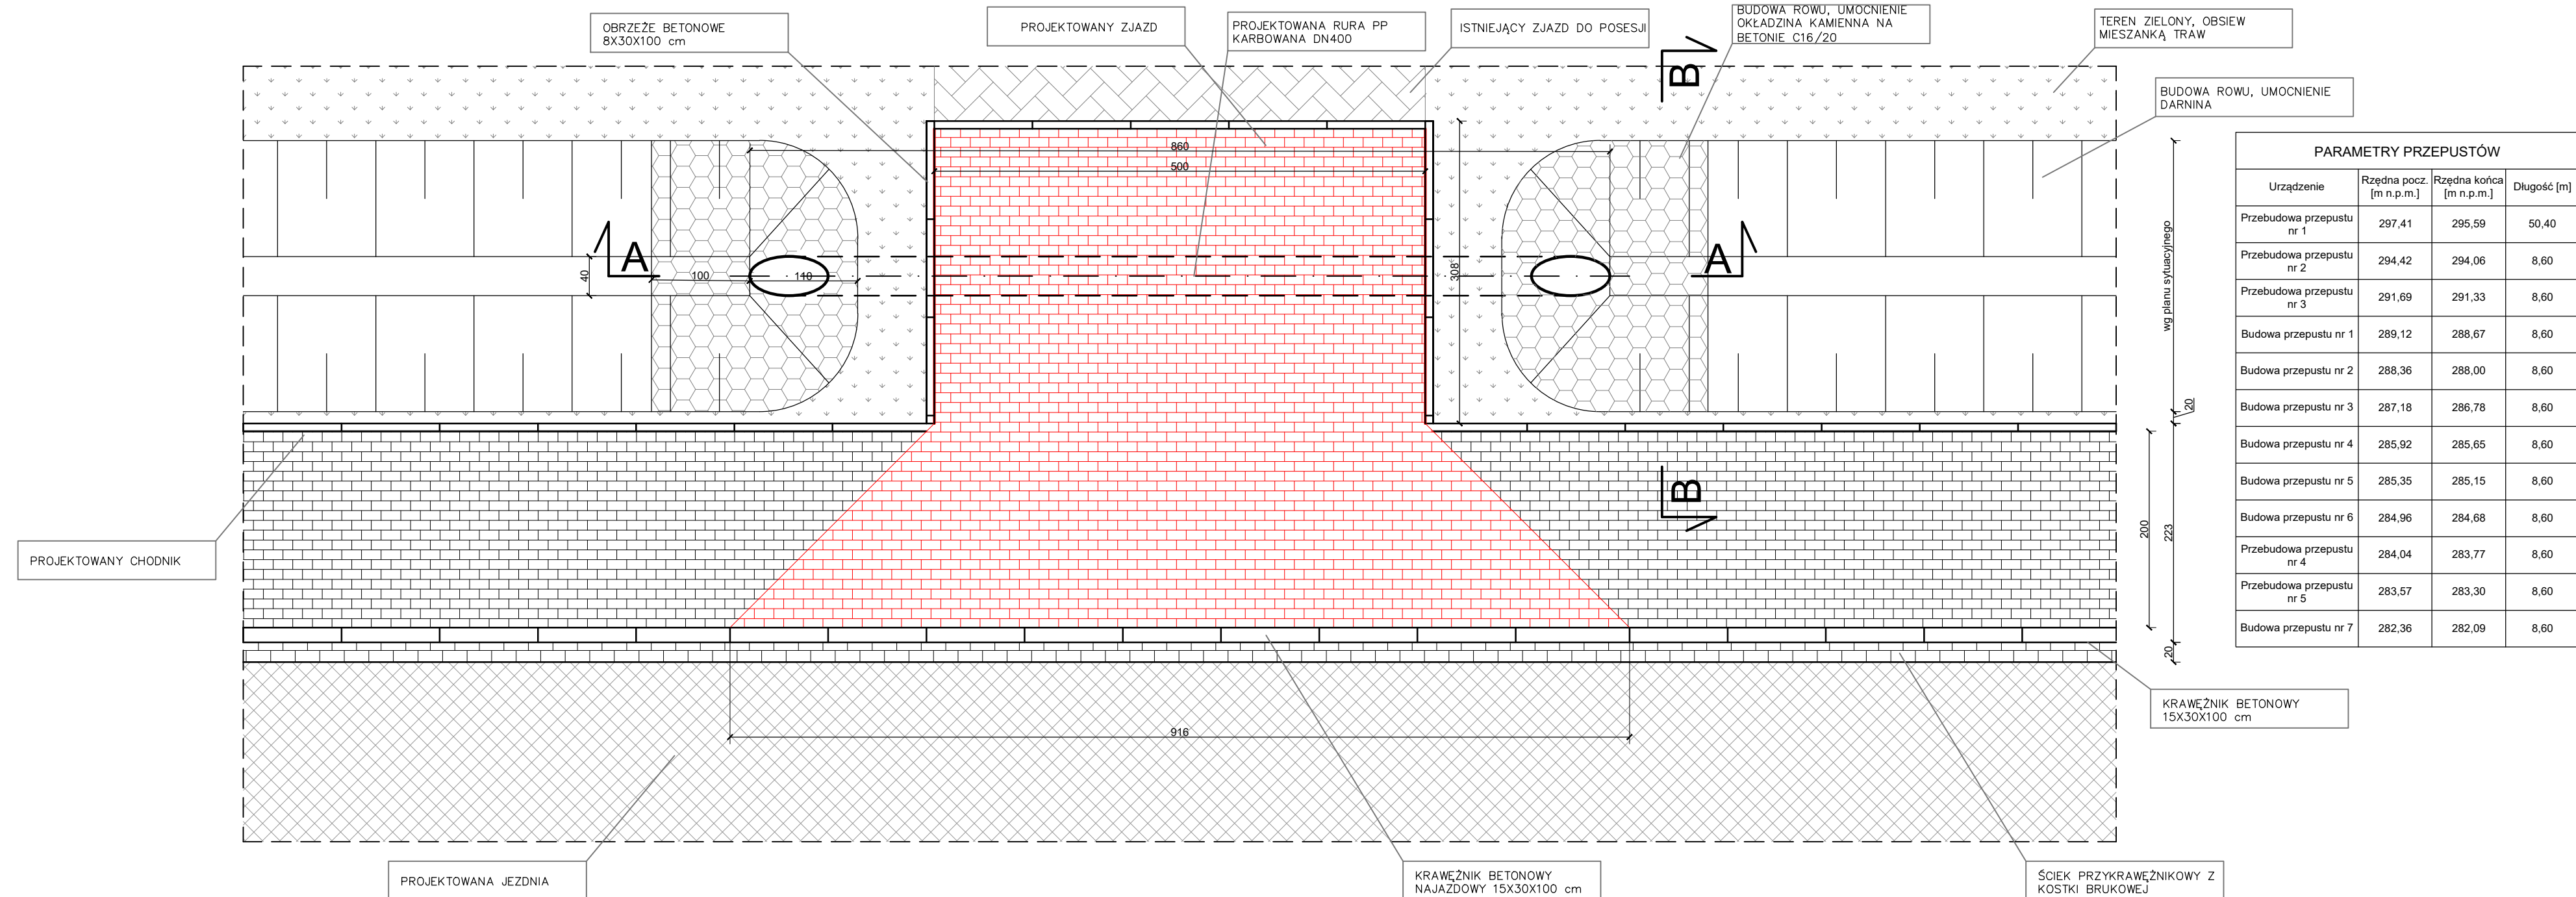 OBRZEŻE BETONOWE
8X30X100 cm
PROJEKTOWANY ZJAZD
PROJEKTOWANA RURA PP
KARBOWANA DN400
ISTNIEJĄCY ZJAZD DO POSESJI
BUDOWA ROWU, UMOCNIENIE
OKŁADZINA KAMIENNA NA
BETONIE C16/20
TEREN ZIELONY, OBSIEW
MIESZANKĄ TRAW
BUDOWA ROWU, UMOCNIENIE
DARNINA
B
860
500
A
A
40
100
110
308
wg planu sytuacyjnego
20
B
200
223
20
916
PROJEKTOWANY CHODNIK
PROJEKTOWANA JEZDNIA
KRAWĘŻNIK BETONOWY
NAJAZDOWY 15X30X100 cm
ŚCIEK PRZYKRAWĘŻNIKOWY Z
KOSTKI BRUKOWEJ
KRAWĘŻNIK BETONOWY
15X30X100 cm
PARAMETRY PRZEPUSTÓW
Urządzenie Rzędna pocz. [m n.p.m.] Rzędna końca [m n.p.m.] Długość [m]
Przebudowa przepustu nr 1 297,41 295,59 50,40
Przebudowa przepustu nr 2 294,42 294,06 8,60
Przebudowa przepustu nr 3 291,69 291,33 8,60
Budowa przepustu nr 1 289,12 288,67 8,60
Budowa przepustu nr 2 288,36 288,00 8,60
Budowa przepustu nr 3 287,18 286,78 8,60
Budowa przepustu nr 4 285,92 285,65 8,60
Budowa przepustu nr 5 285,35 285,15 8,60
Budowa przepustu nr 6 284,96 284,68 8,60
Przebudowa przepustu nr 4 284,04 283,77 8,60
Przebudowa przepustu nr 5 283,57 283,30 8,60
Budowa przepustu nr 7 282,36 282,09 8,60